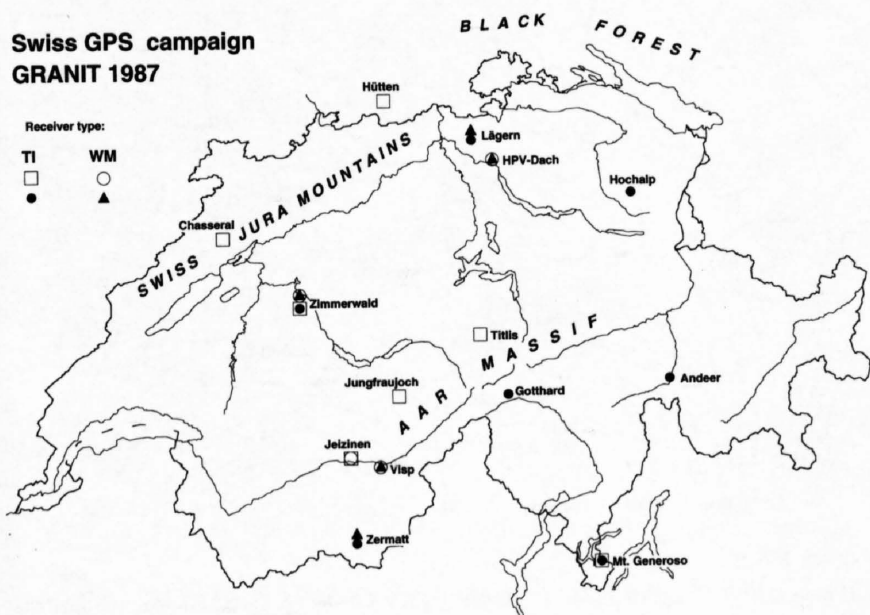 Swiss GPS campaign
GRANIT 1987
Receiver type:
TI WM
BLACK FOREST
SWISS JURA MOUNTAINS
AAR MASSIF
Hütten
Lägern
HPV-Dach
Hochalp
Chasseral
Zimmerwald
Titlis
Jungfraujoch
Gotthard
Andeer
Jeizinen
Visp
Zermatt
Mt. Generoso